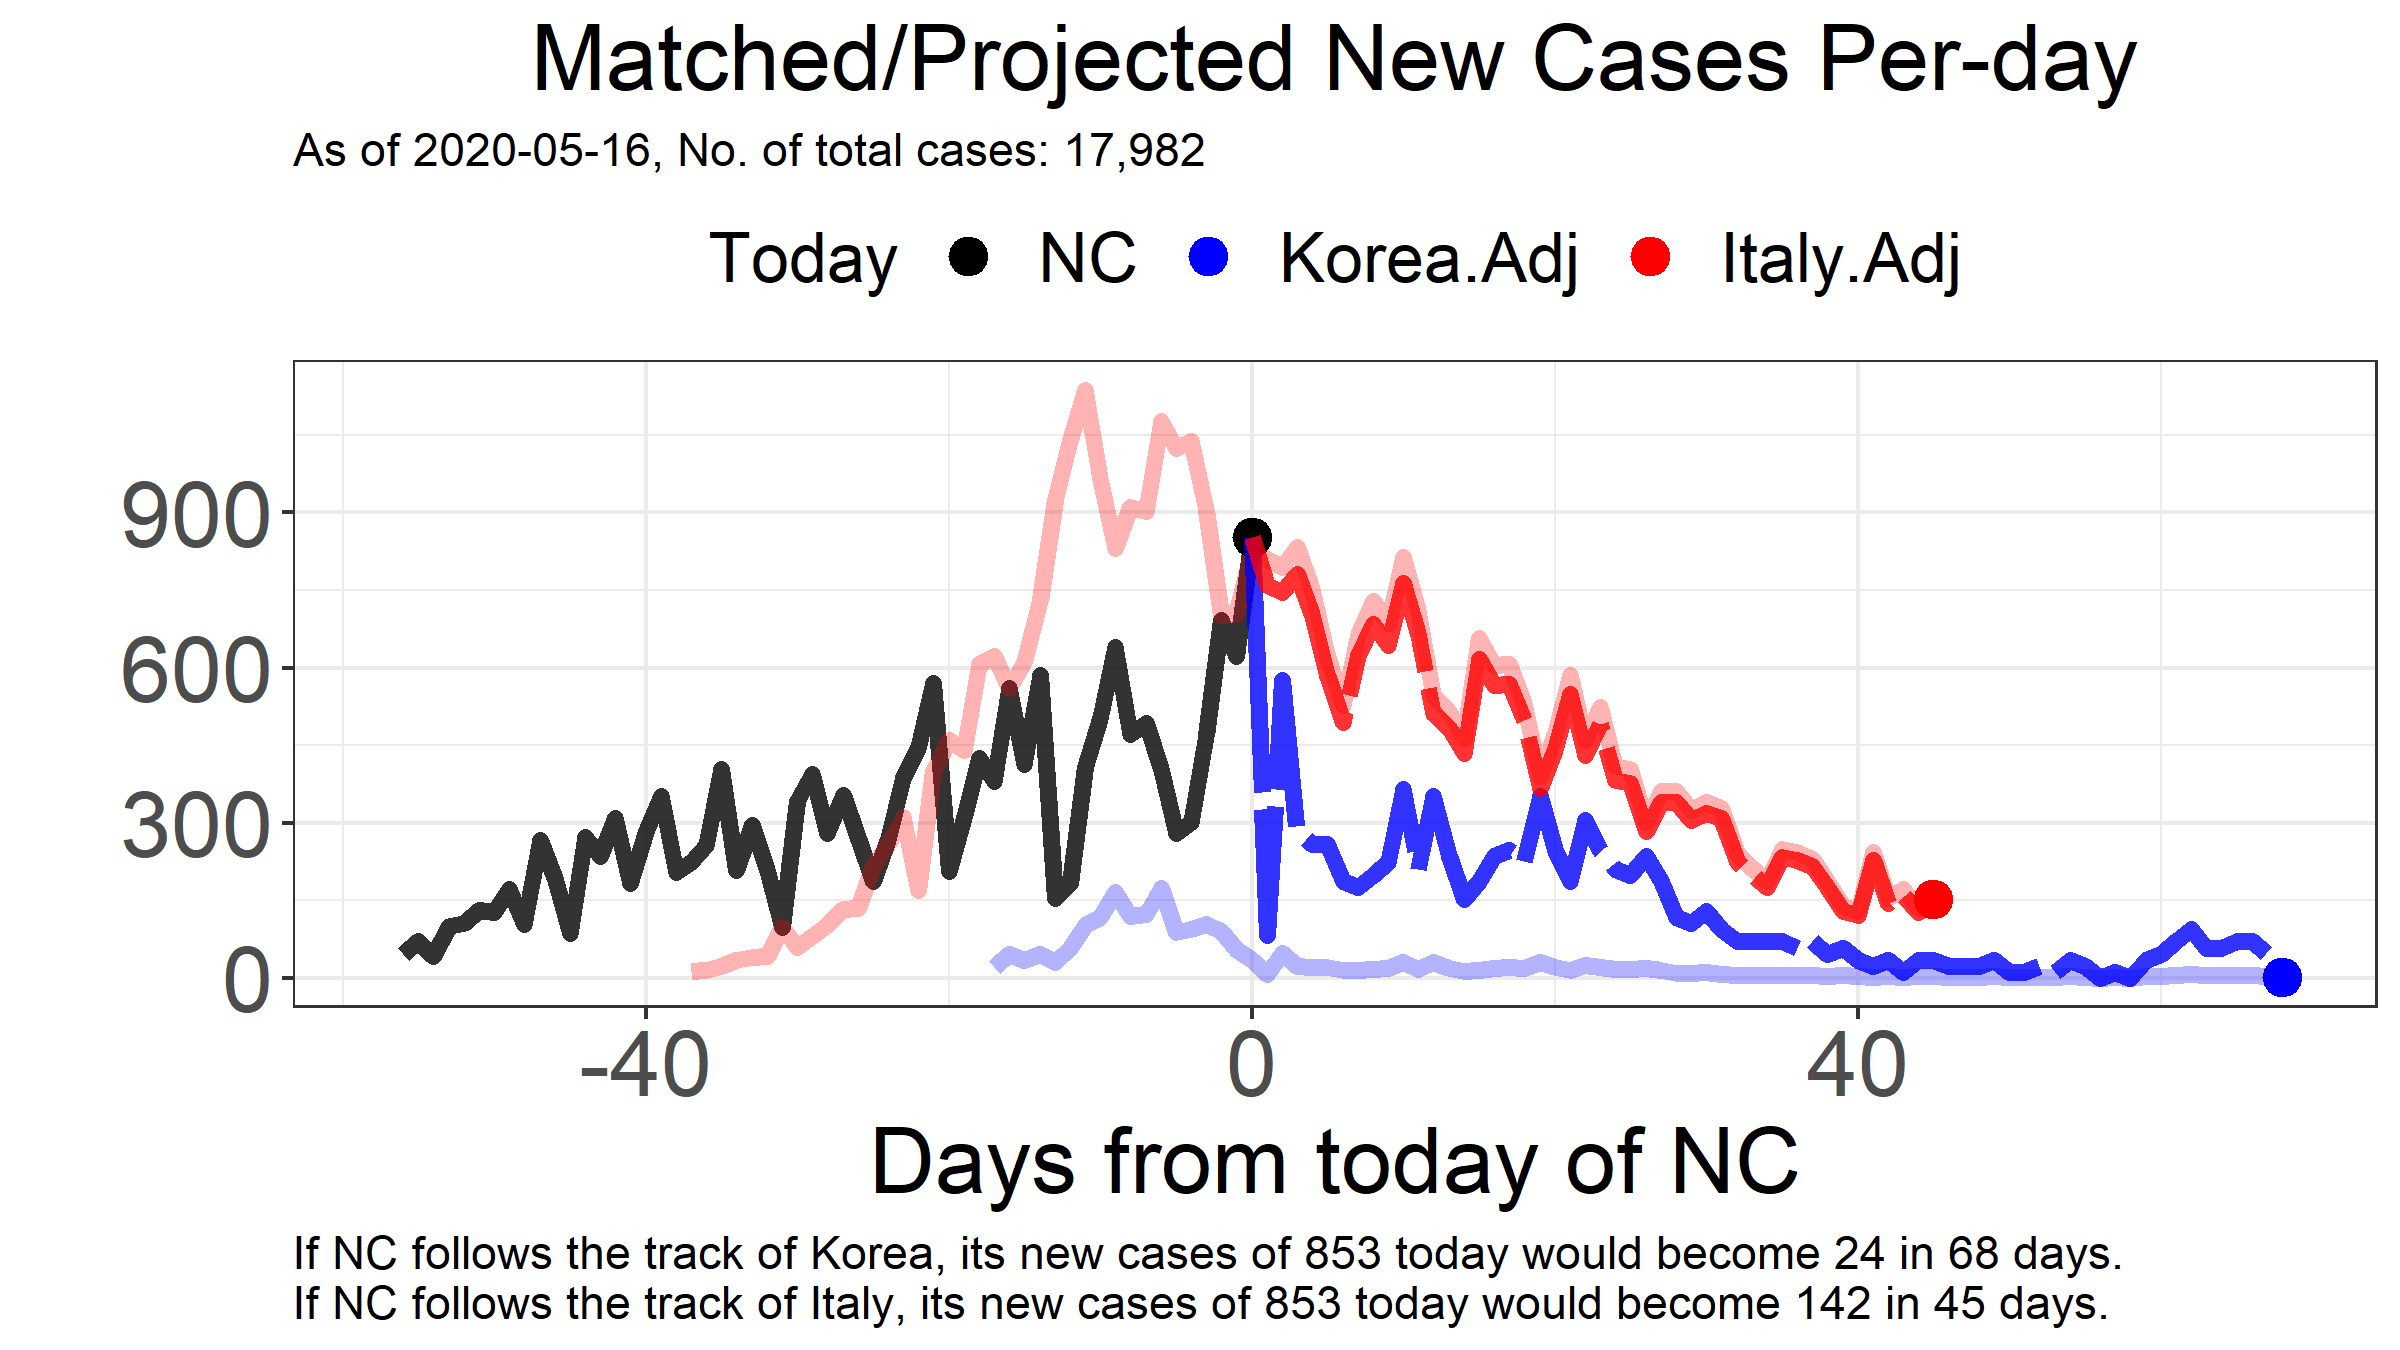 Matched/Projected New Cases Per-day
As of 2020-05-16, No. of total cases: 17,982
Today NC Korea.Adj Italy.Adj
900
600
300
0
-40 0 40
Days from today of NC
If NC follows the track of Korea, its new cases of 853 today would become 24 in 68 days.
If NC follows the track of Italy, its new cases of 853 today would become 142 in 45 days.